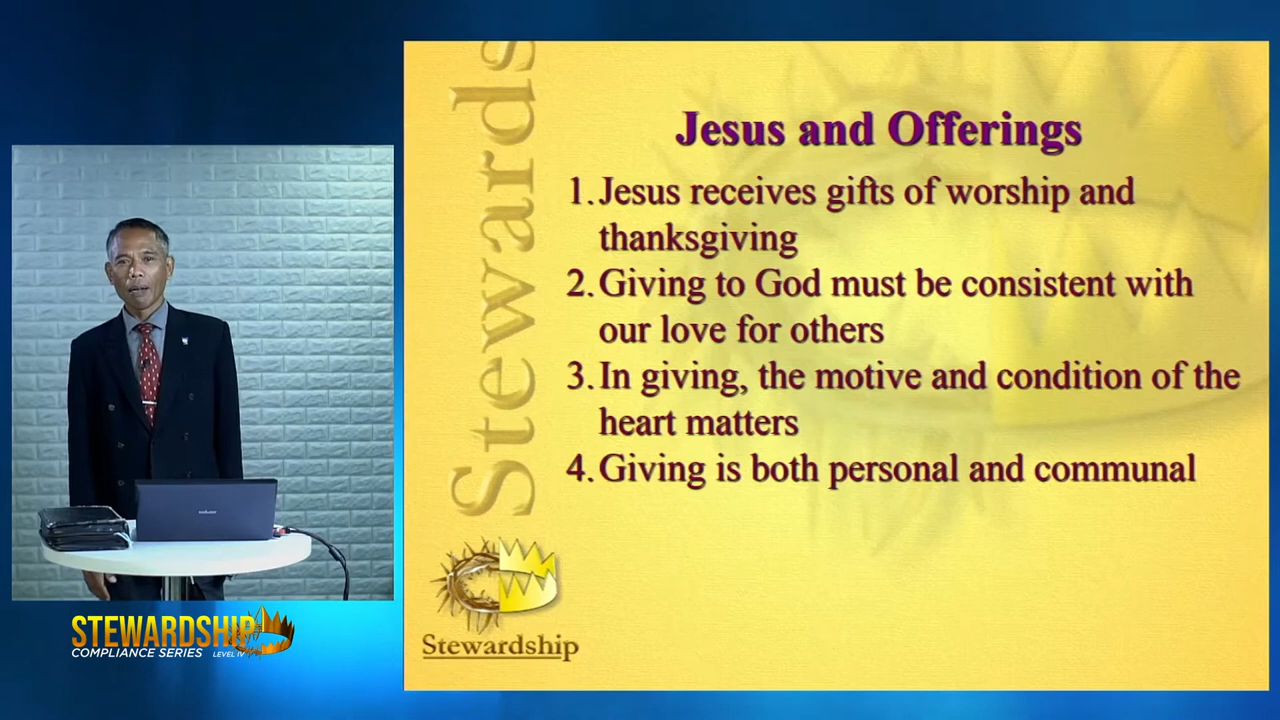 Stewards
Jesus and Offerings
1. Jesus receives gifts of worship and
thanksgiving
2. Giving to God must be consistent with
our love for others
3. In giving, the motive and condition of the
heart matters
4. Giving is both personal and communal
Stewardship
STEWARDSHIP
COMPLIANCE SERIES LEVEL IV